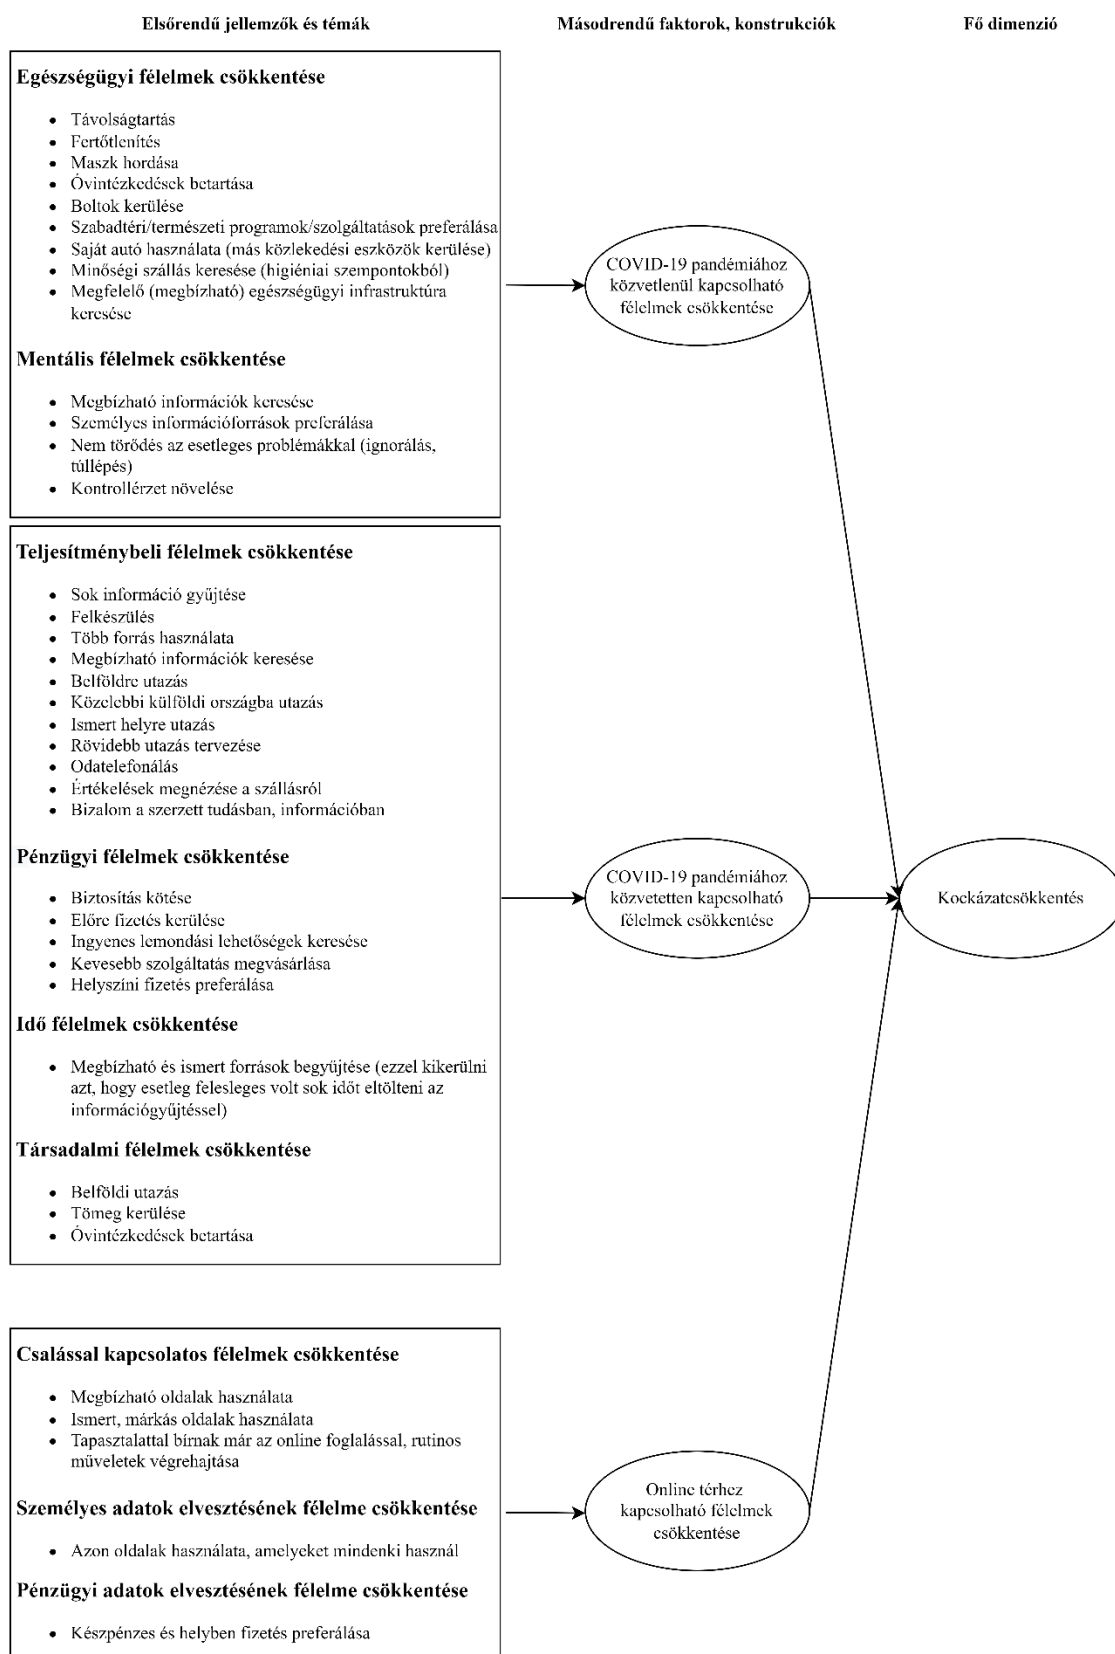 Elsőrendű jellemzők és témák
Másodrendű faktorok, konstrukciók
Fő dimenzió
Egészségügyi félelmek csökkentése
• Távolságtartás
• Fertőtlenítés
• Maszk hordása
• Óvintézkedések betartása
• Boltok kerülése
• Szabadtéri/természeti programok/szolgáltatások preferálása
• Saját autó használata (más közlekedési eszközök kerülése)
• Minőségi szállás keresése (higiéniai szempontokból)
• Megfelelő (megbízható) egészségügyi infrastruktúra
keresése
Mentális félelmek csökkentése
• Megbízható információk keresése
• Személyes információforrások preferálása
• Nem törődés az esetleges problémákkal (ignorálás,
túllépés)
• Kontrollérzet növelése
COVID-19 pandémiához
közvetlenül kapcsolható
félelmek csökkentése
Teljesítménybeli félelmek csökkentése
• Sok információ gyűjtése
• Felkészülés
• Több forrás használata
• Megbízható információk keresése
• Belföldre utazás
• Közelebbi külföldi országba utazás
• Ismert helyre utazás
• Rövidebb utazás tervezése
• Odatelefonálás
• Értékelések megnézése a szállásról
• Bizalom a szerzett tudásban, információban
Pénzügyi félelmek csökkentése
• Biztosítás kötése
• Előre fizetés kerülése
• Ingyenes lemondási lehetőségek keresése
• Kevesebb szolgáltatás megvásárlása
• Helyszíni fizetés preferálása
Idő félelmek csökkentése
• Megbízható és ismert források begyűjtése (ezzel kikerülni
azt, hogy esetleg felesleges volt sok időt eltölteni az
információgyűjtéssel)
Társadalmi félelmek csökkentése
• Belföldi utazás
• Tömeg kerülése
• Óvintézkedések betartása
COVID-19 pandémiához
közvetetten kapcsolható
félelmek csökkentése
Kockázatcsökkentés
Csalással kapcsolatos félelmek csökkentése
• Megbízható oldalak használata
• Ismert, márkás oldalak használata
• Tapasztalattal bírnak már az online foglalással, rutinos
műveletek végrehajtása
Személyes adatok elvesztésének félelme csökkentése
• Azon oldalak használata, amelyeket mindenki használ
Pénzügyi adatok elvesztésének félelme csökkentése
• Készpénzes és helyben fizetés preferálása
Online térhez
kapcsolható félelmek
csökkentése